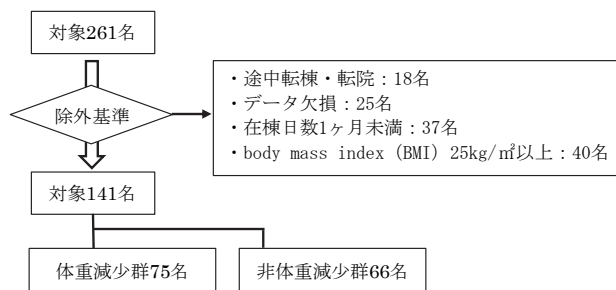 対象261名
除外基準
・途中転棟・転院：18名
・データ欠損：25名
・在棟日数1ヶ月未満：37名
・body mass index (BMI) 25kg/㎡以上：40名
対象141名
体重減少群75名
非体重減少群66名